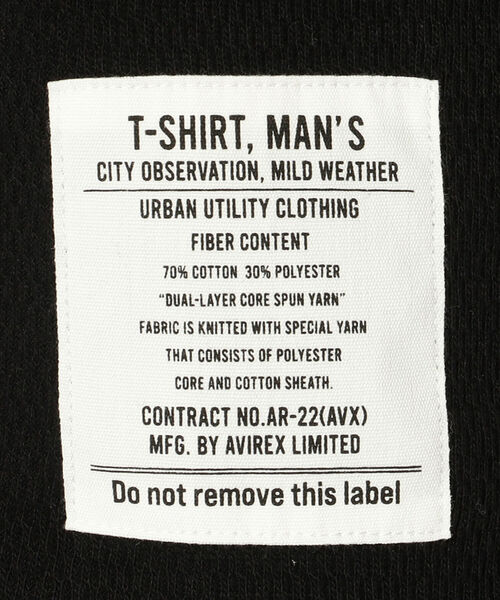 T-SHIRT, MAN'S
CITY OBSERVATION, MILD WEATHER
URBAN UTILITY CLOTHING
FIBER CONTENT
70% COTTON 30% POLYESTER
"DUAL-LAYER CORE SPUN YARN"
FABRIC IS KNITTED WITH SPECIAL YARN
THAT CONSISTS OF POLYESTER
CORE AND COTTON SHEATH.
CONTRACT NO.AR-22(AVX)
MFG. BY AVIREX LIMITED
Do not remove this label